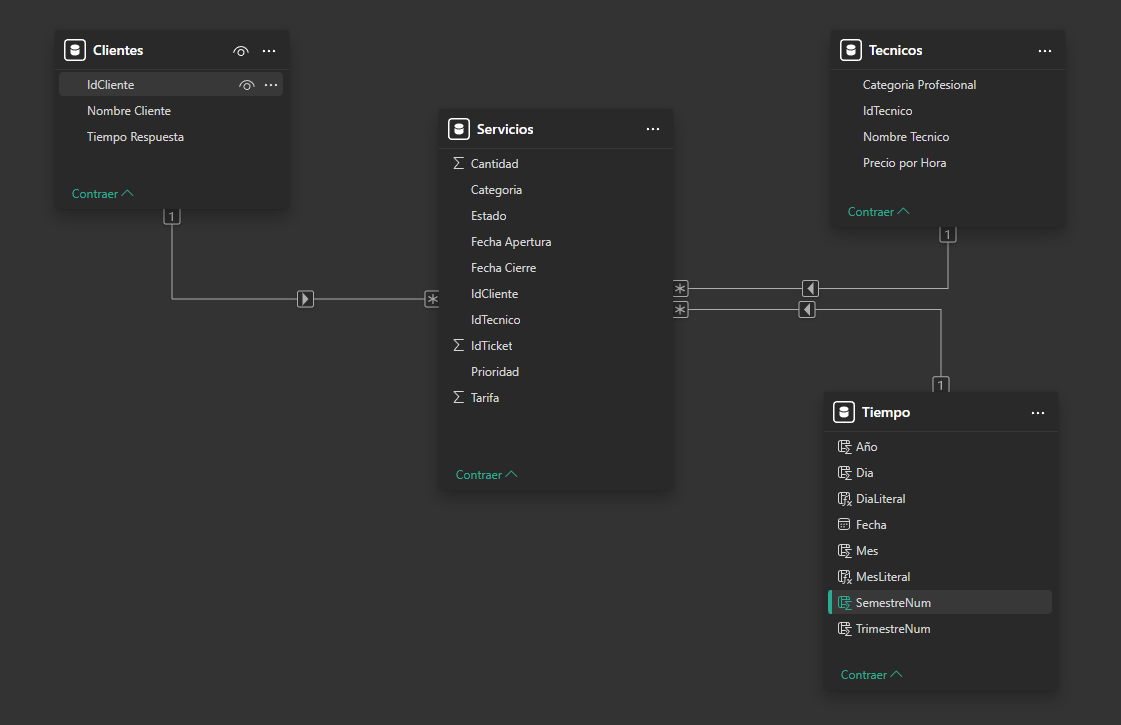 Clientes
IdCliente
Nombre Cliente
Tiempo Respuesta
Contraer
1
*
Servicios
Σ Cantidad
Categoria
Estado
Fecha Apertura
Fecha Cierre
IdCliente
IdTecnico
Σ IdTicket
Prioridad
Σ Tarifa
Contraer
Tecnicos
Categoria Profesional
IdTecnico
Nombre Tecnico
Precio por Hora
Contraer
1
*
*
1
Tiempo
Año
Dia
DiaLiteral
Fecha
Mes
MesLiteral
SemestreNum
TrimestreNum
Contraer